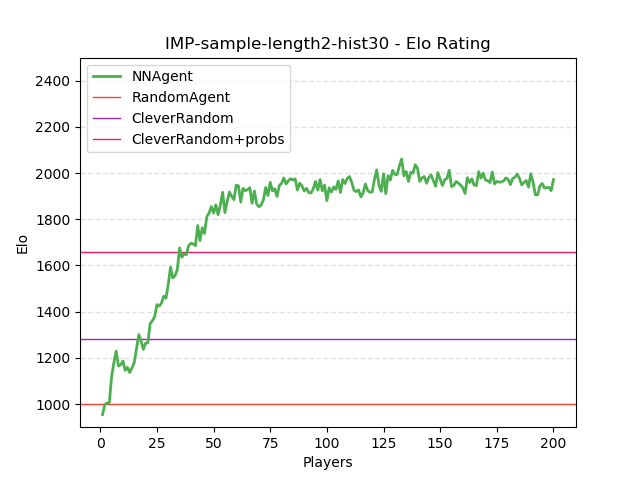 IMP-sample-length2-hist30 - Elo Rating
NNAgent
RandomAgent
CleverRandom
CleverRandom+probs
Elo
2400
2200
2000
1800
1600
1400
1200
1000
0 25 50 75 100 125 150 175 200
Players